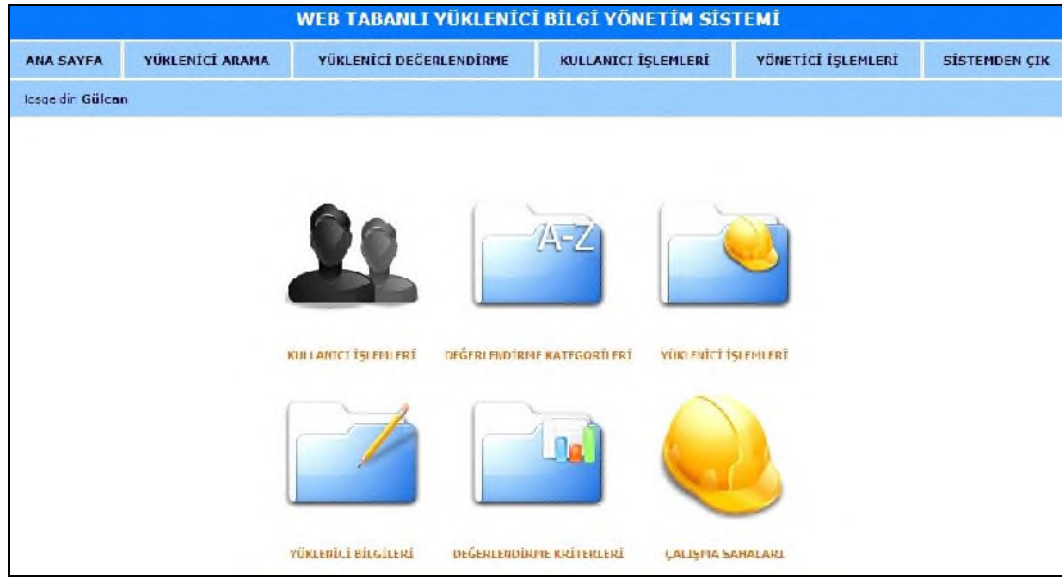 WEB TABANLI YÜKLENİCİ BİLGİ YÖNETİM SİSTEMİ
ANA SAYFA YÜKLENİCİ ARAMA YÜKLENİCİ DEĞERLENDİRME KULLANICI İŞLEMLERİ YÖNETİCİ İŞLEMLERİ SİSTEMDEN ÇIK
Gülcan
A-Z
KULLANICI İŞLEMLERİ DEĞERLENDİRME KATEGORİLERİ YÜKLENİCİ İŞLEMLERİ
YÜKLENİCİ BİLGİLERİ DEĞERLENDİRME KRİTERLERİ ÇALIŞMA SAHALARI